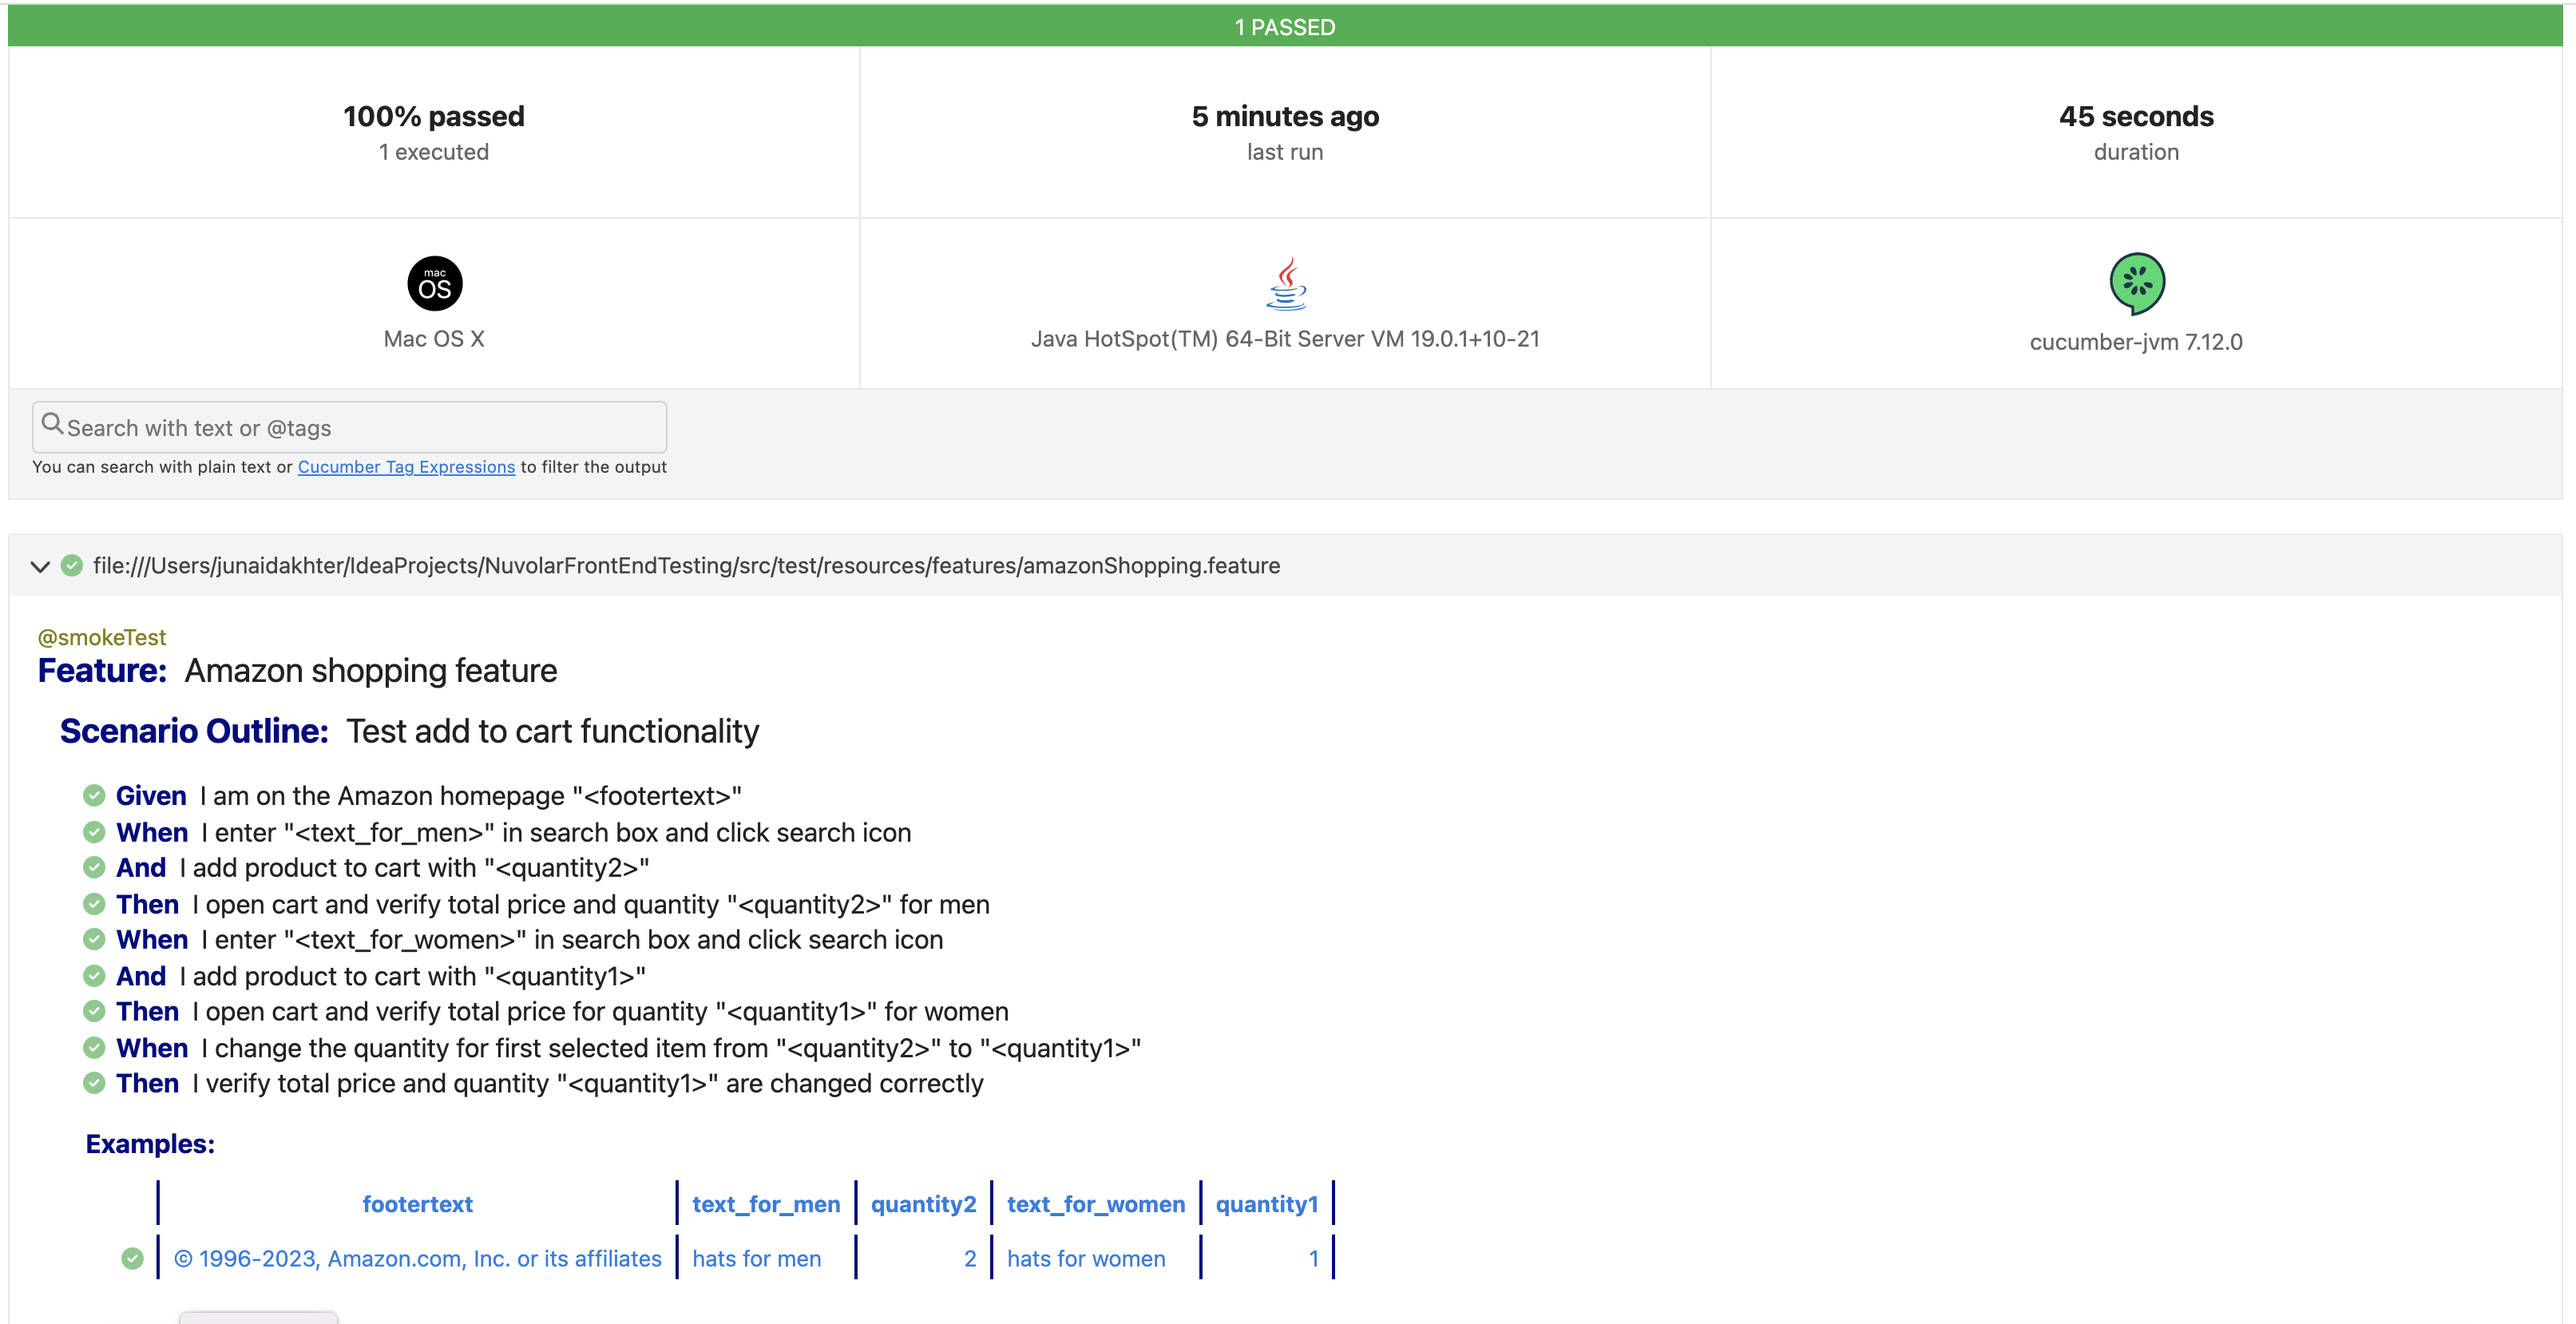 1 PASSED
100% passed
1 executed
5 minutes ago
last run
45 seconds
duration
mac
OS
Mac OS X
Java HotSpot(TM) 64-Bit Server VM 19.0.1+10-21
cucumber-jvm 7.12.0
Search with text or @tags
You can search with plain text or Cucumber Tag Expressions to filter the output
file:///Users/junaidakhter/IdeaProjects/NuvolarFrontEndTesting/src/test/resources/features/amazonShopping.feature
@smokeTest
Feature: Amazon shopping feature
Scenario Outline: Test add to cart functionality
Given I am on the Amazon homepage "<footertext>"
When I enter "<text_for_men>" in search box and click search icon
And I add product to cart with "<quantity2>"
Then I open cart and verify total price and quantity "<quantity2>" for men
When I enter "<text_for_women>" in search box and click search icon
And I add product to cart with "<quantity1>"
Then I open cart and verify total price for quantity "<quantity1>" for women
When I change the quantity for first selected item from "<quantity2>" to "<quantity1>"
Then I verify total price and quantity "<quantity1>" are changed correctly
Examples:
footertext text_for_men quantity2 text_for_women quantity1
© 1996-2023, Amazon.com, Inc. or its affiliates hats for men 2 hats for women 1